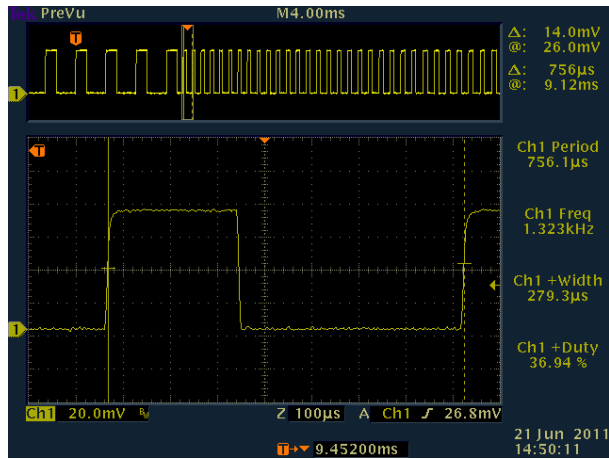 PreVu
M4.00ms
T
1
Δ: 14.0mV
@: 26.0mV
Δ: 756µs
@: 9.12ms
T
1
Ch1 Period
756.1µs
Ch1 Freq
1.323kHz
Ch1 +Width
279.3µs
Ch1 +Duty
36.94 %
Ch1 20.0mV
Z 100µs A Ch1 26.8mV
T 9.45200ms
21 Jun 2011
14:50:11